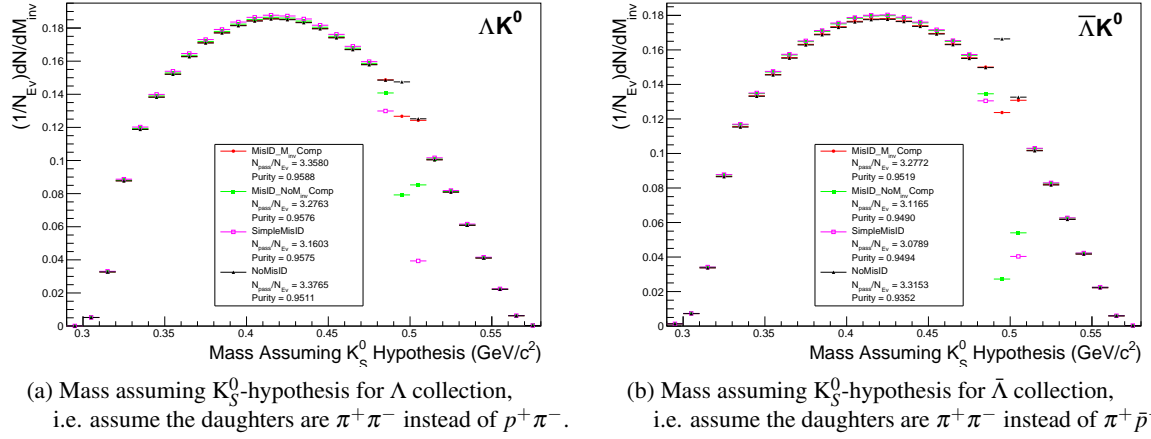 ΛK⁰
(1/N_Ev)dN/dM_inv
0.18
0.16
0.14
0.12
0.1
0.08
0.06
0.04
0.02
0
MisID_M_inv_Comp
N_pass/N_Ev = 3.3580
Purity = 0.9588
MisID_NoM_inv_Comp
N_pass/N_Ev = 3.2763
Purity = 0.9576
SimpleMisID
N_pass/N_Ev = 3.1603
Purity = 0.9575
NoMisID
N_pass/N_Ev = 3.3765
Purity = 0.9511
0.3 0.35 0.4 0.45 0.5 0.55
Mass Assuming K⁰_S Hypothesis (GeV/c²)
(a) Mass assuming K⁰_S-hypothesis for Λ collection,
i.e. assume the daughters are π⁺π⁻ instead of p⁺π⁻.
Λ̄K⁰
(1/N_Ev)dN/dM_inv
0.18
0.16
0.14
0.12
0.1
0.08
0.06
0.04
0.02
0
MisID_M_inv_Comp
N_pass/N_Ev = 3.2772
Purity = 0.9519
MisID_NoM_inv_Comp
N_pass/N_Ev = 3.1165
Purity = 0.9490
SimpleMisID
N_pass/N_Ev = 3.0789
Purity = 0.9494
NoMisID
N_pass/N_Ev = 3.3153
Purity = 0.9352
0.3 0.35 0.4 0.45 0.5 0.55
Mass Assuming K⁰_S Hypothesis (GeV/c²)
(b) Mass assuming K⁰_S-hypothesis for Λ̄ collection,
i.e. assume the daughters are π⁺π⁻ instead of π⁺p̄⁻